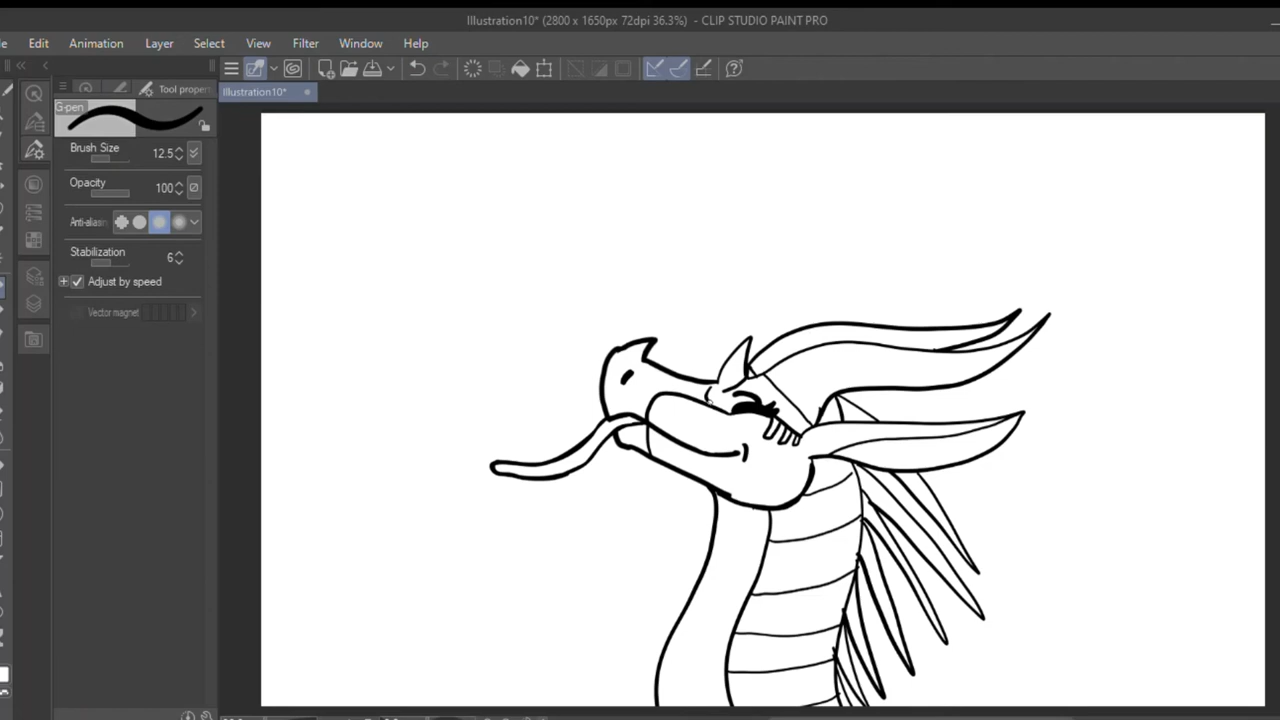 Illustration10* (2800 x 1650px 72dpi 36.3%)  - CLIP STUDIO PAINT PRO
Edit Animation Layer Select View Filter Window Help
Tool proper
Illustration10*
G-pen
Brush Size 12.5
Opacity 100
Anti-aliasin
Stabilization 6
Adjust by speed
Vector magnet